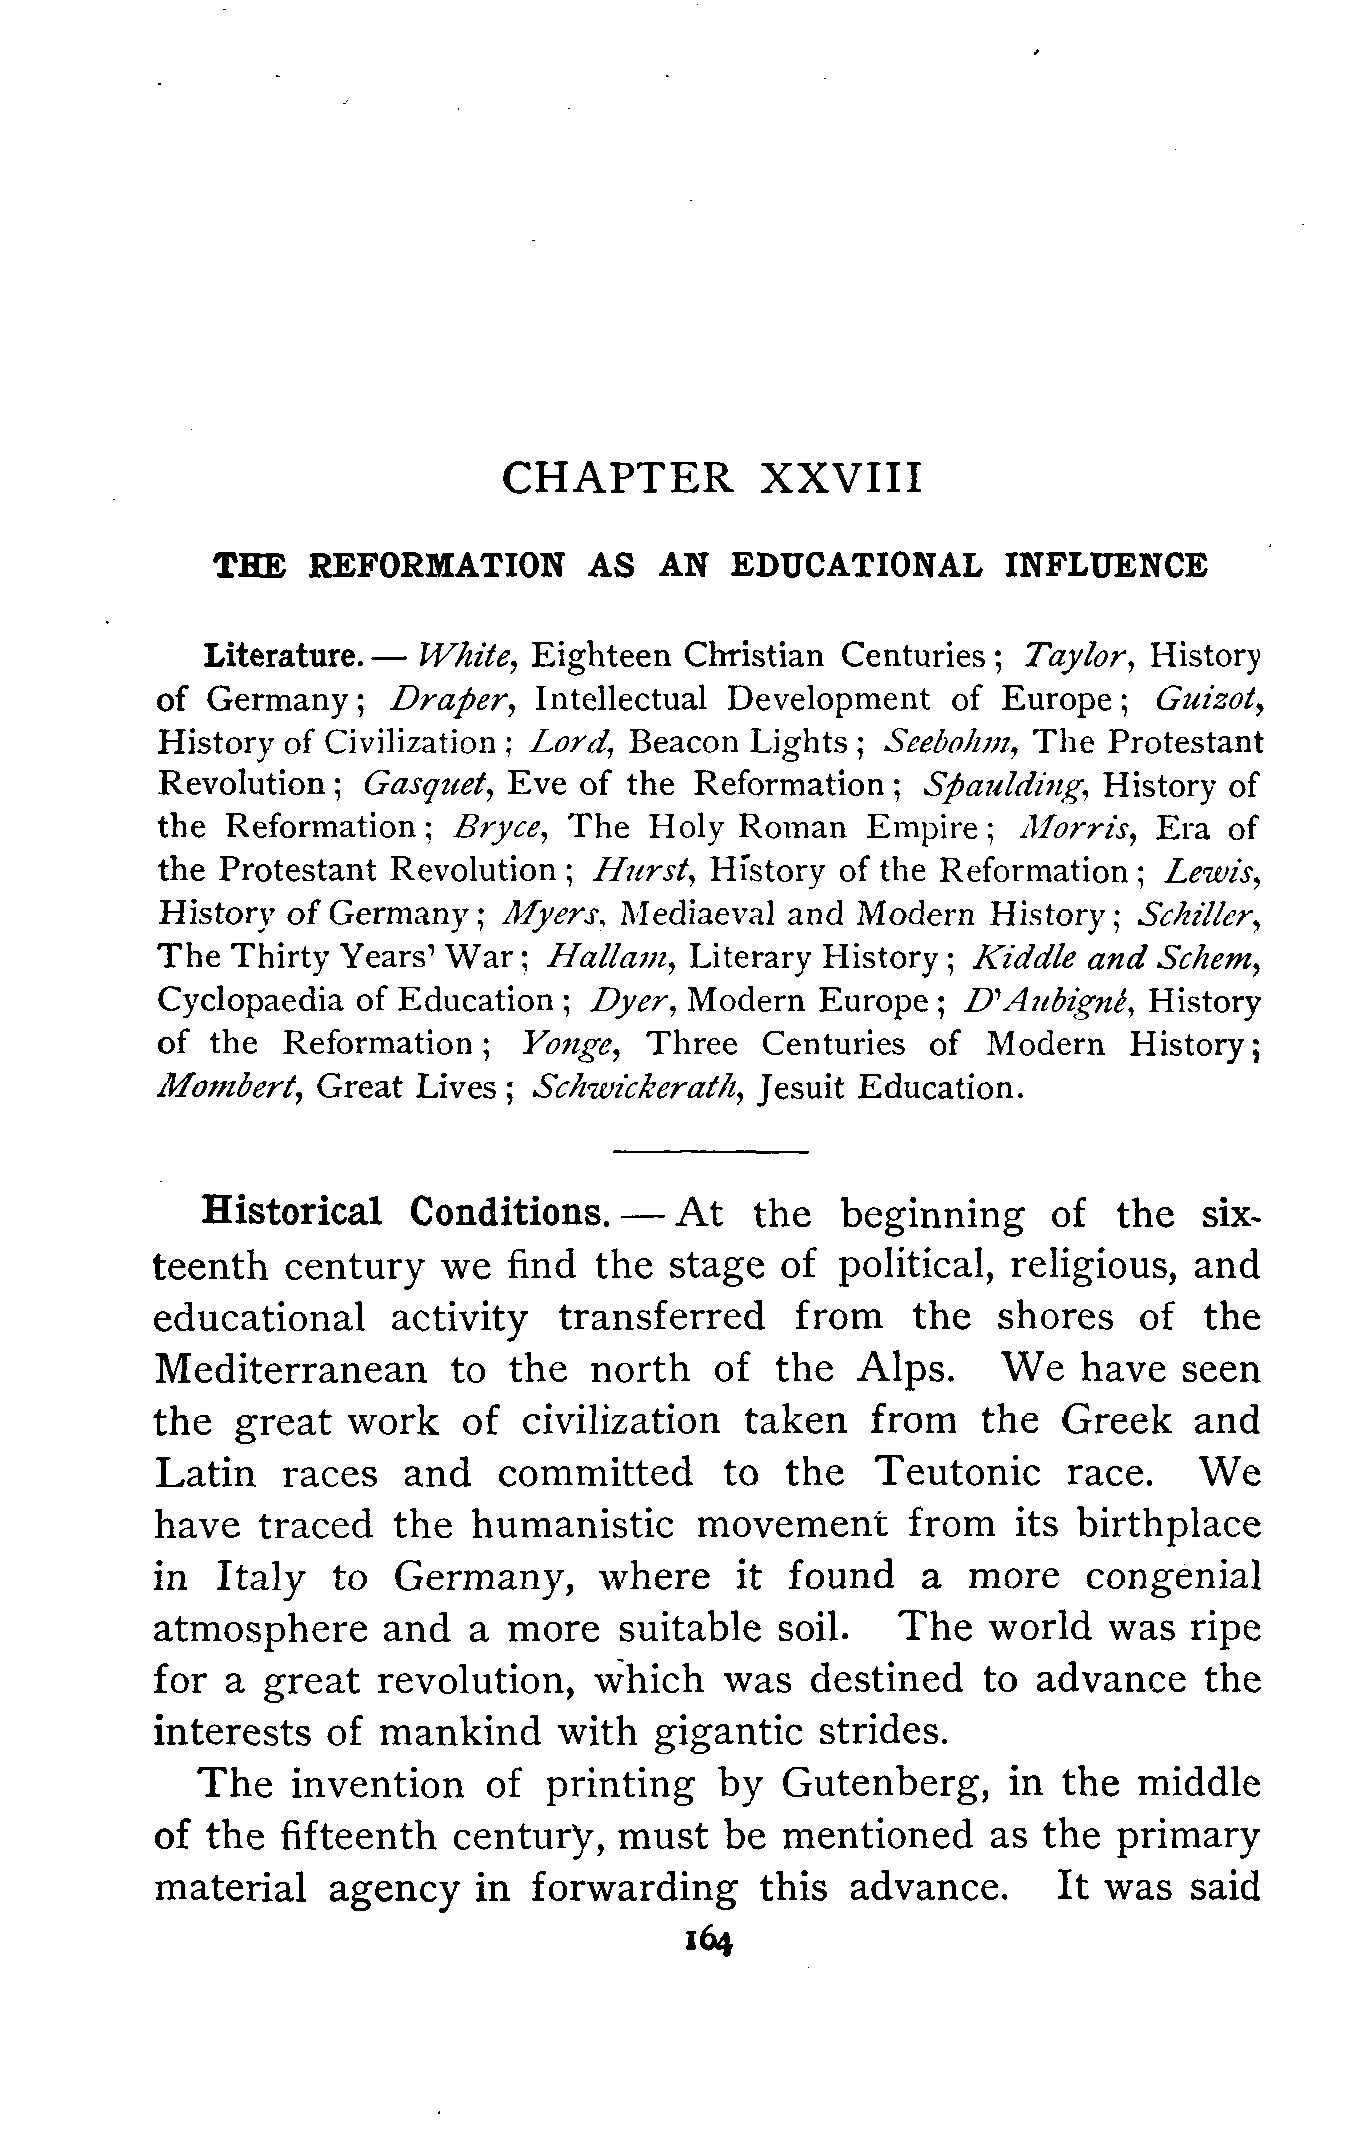 CHAPTER XXVIII
THE REFORMATION AS AN EDUCATIONAL INFLUENCE
Literature. — White, Eighteen Christian Centuries; Taylor, History
of Germany; Draper, Intellectual Development of Europe; Guizot,
History of Civilization; Lord, Beacon Lights; Seebohm, The Protestant
Revolution; Gasquet, Eve of the Reformation; Spaulding, History of
the Reformation; Bryce, The Holy Roman Empire; Morris, Era of
the Protestant Revolution; Hurst, History of the Reformation; Lewis,
History of Germany; Myers, Mediaeval and Modern History; Schiller,
The Thirty Years' War; Hallam, Literary History; Kiddle and Schem,
Cyclopaedia of Education; Dyer, Modern Europe; D'Aubigné, History
of the Reformation; Yonge, Three Centuries of Modern History;
Mombert, Great Lives; Schwickerath, Jesuit Education.
Historical Conditions. — At the beginning of the six-
teenth century we find the stage of political, religious, and
educational activity transferred from the shores of the
Mediterranean to the north of the Alps. We have seen
the great work of civilization taken from the Greek and
Latin races and committed to the Teutonic race. We
have traced the humanistic movement from its birthplace
in Italy to Germany, where it found a more congenial
atmosphere and a more suitable soil. The world was ripe
for a great revolution, which was destined to advance the
interests of mankind with gigantic strides.
The invention of printing by Gutenberg, in the middle
of the fifteenth century, must be mentioned as the primary
material agency in forwarding this advance. It was said
164